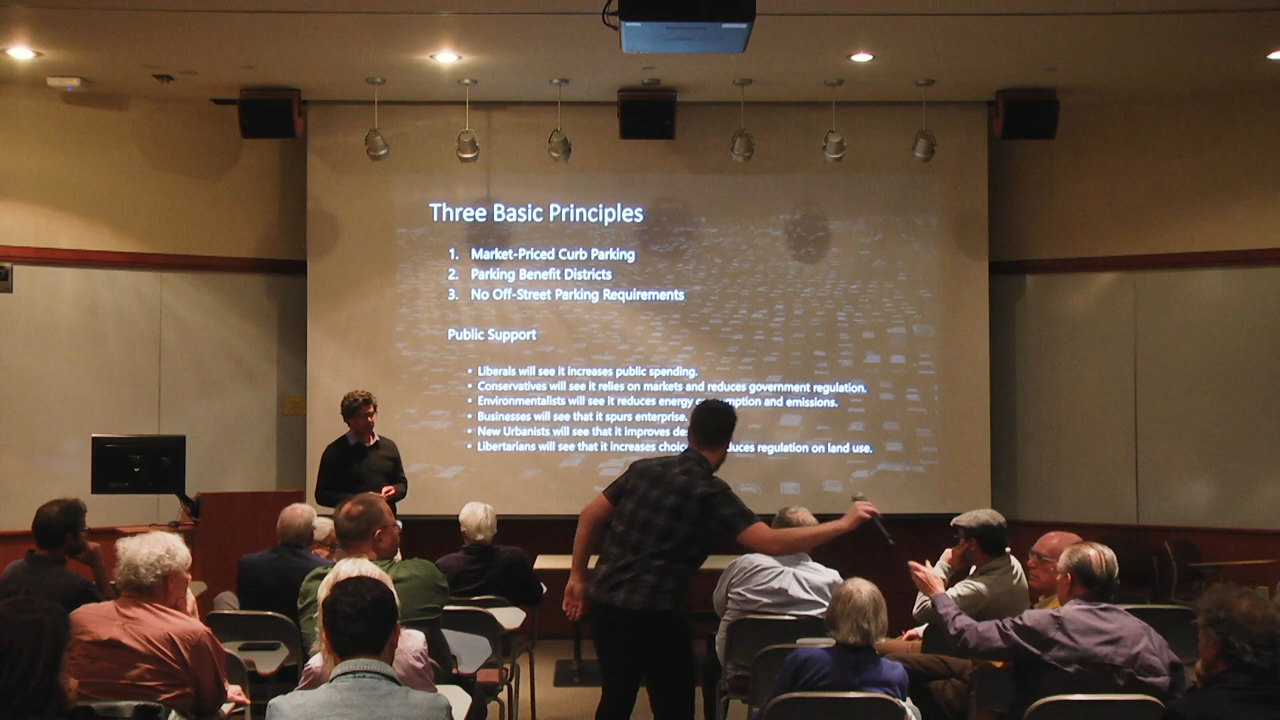 Three Basic Principles
1. Market-Priced Curb Parking
2. Parking Benefit Districts
3. No Off-Street Parking Requirements
Public Support
• Liberals will see it increases public spending.
• Conservatives will see it relies on markets and reduces government regulation.
• Environmentalists will see it reduces energy and emissions.
• Businesses will see that it spurs enterprise.
• New Urbanists will see that it improves
• Libertarians will see that it increases regulation on land use.